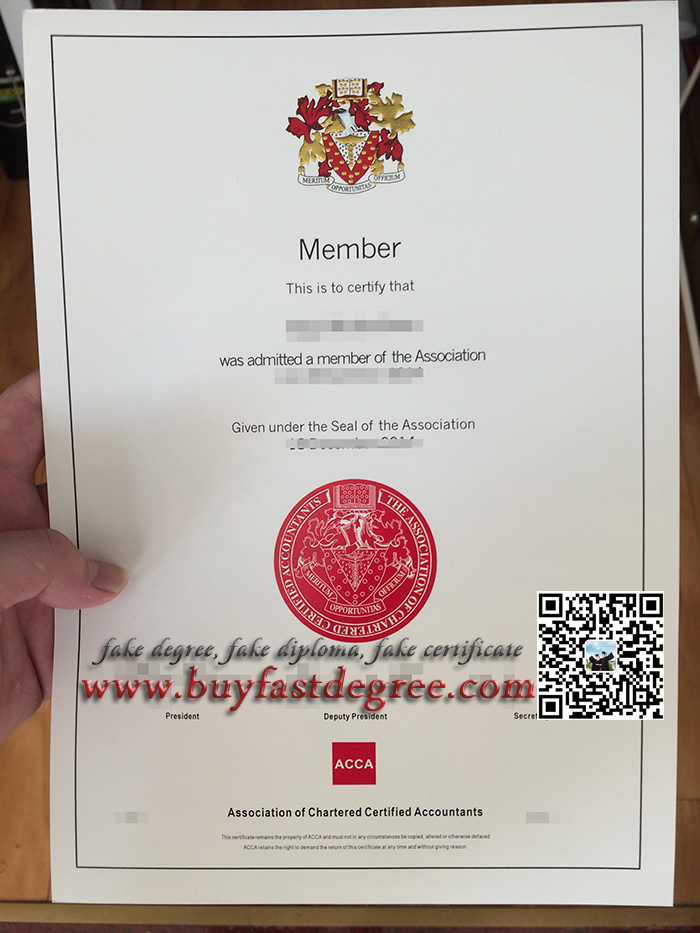 MERITUM OPPORTUNITAS OFFICIUM
Member
This is to certify that
was admitted a member of the Association
Given under the Seal of the Association
THE ASSOCIATION OF CHARTERED CERTIFIED ACCOUNTANTS
MERITUM OPPORTUNITAS OFFICIUM
fake degree, fake diploma, fake certificate
www.buyfastdegree.com
President Deputy President
ACCA
Association of Chartered Certified Accountants
This certificate remains the property of ACCA and must not in any circumstances be copied, altered or otherwise defaced
ACCA retains the right to demand the return of this certificate at any time and without giving reason.